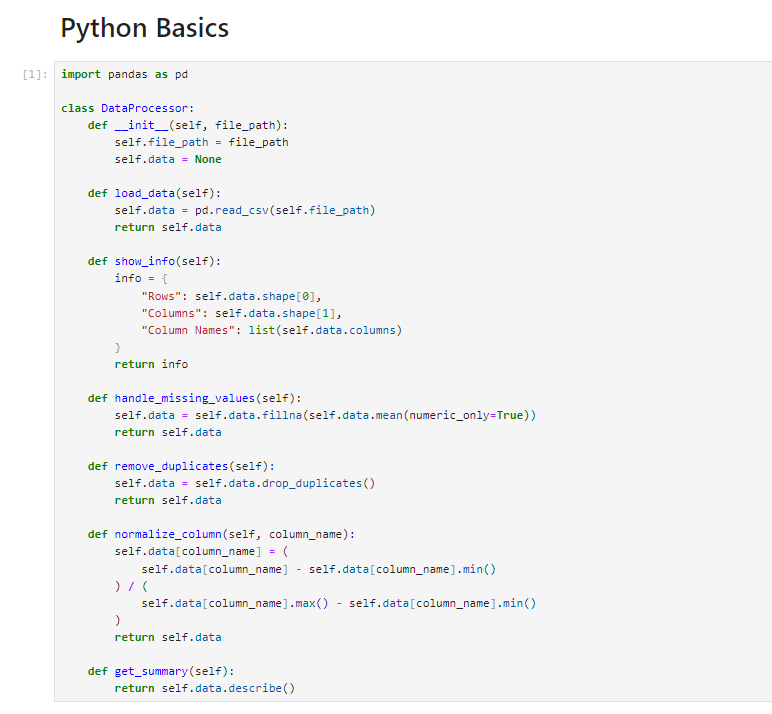 Python Basics
[1]: import pandas as pd
class DataProcessor:
    def __init__(self, file_path):
        self.file_path = file_path
        self.data = None
    def load_data(self):
        self.data = pd.read_csv(self.file_path)
        return self.data
    def show_info(self):
        info = {
            "Rows": self.data.shape[0],
            "Columns": self.data.shape[1],
            "Column Names": list(self.data.columns)
        }
        return info
    def handle_missing_values(self):
        self.data = self.data.fillna(self.data.mean(numeric_only=True))
        return self.data
    def remove_duplicates(self):
        self.data = self.data.drop_duplicates()
        return self.data
    def normalize_column(self, column_name):
        self.data[column_name] = (
            self.data[column_name] - self.data[column_name].min()
        ) / (
            self.data[column_name].max() - self.data[column_name].min()
        )
        return self.data
    def get_summary(self):
        return self.data.describe()